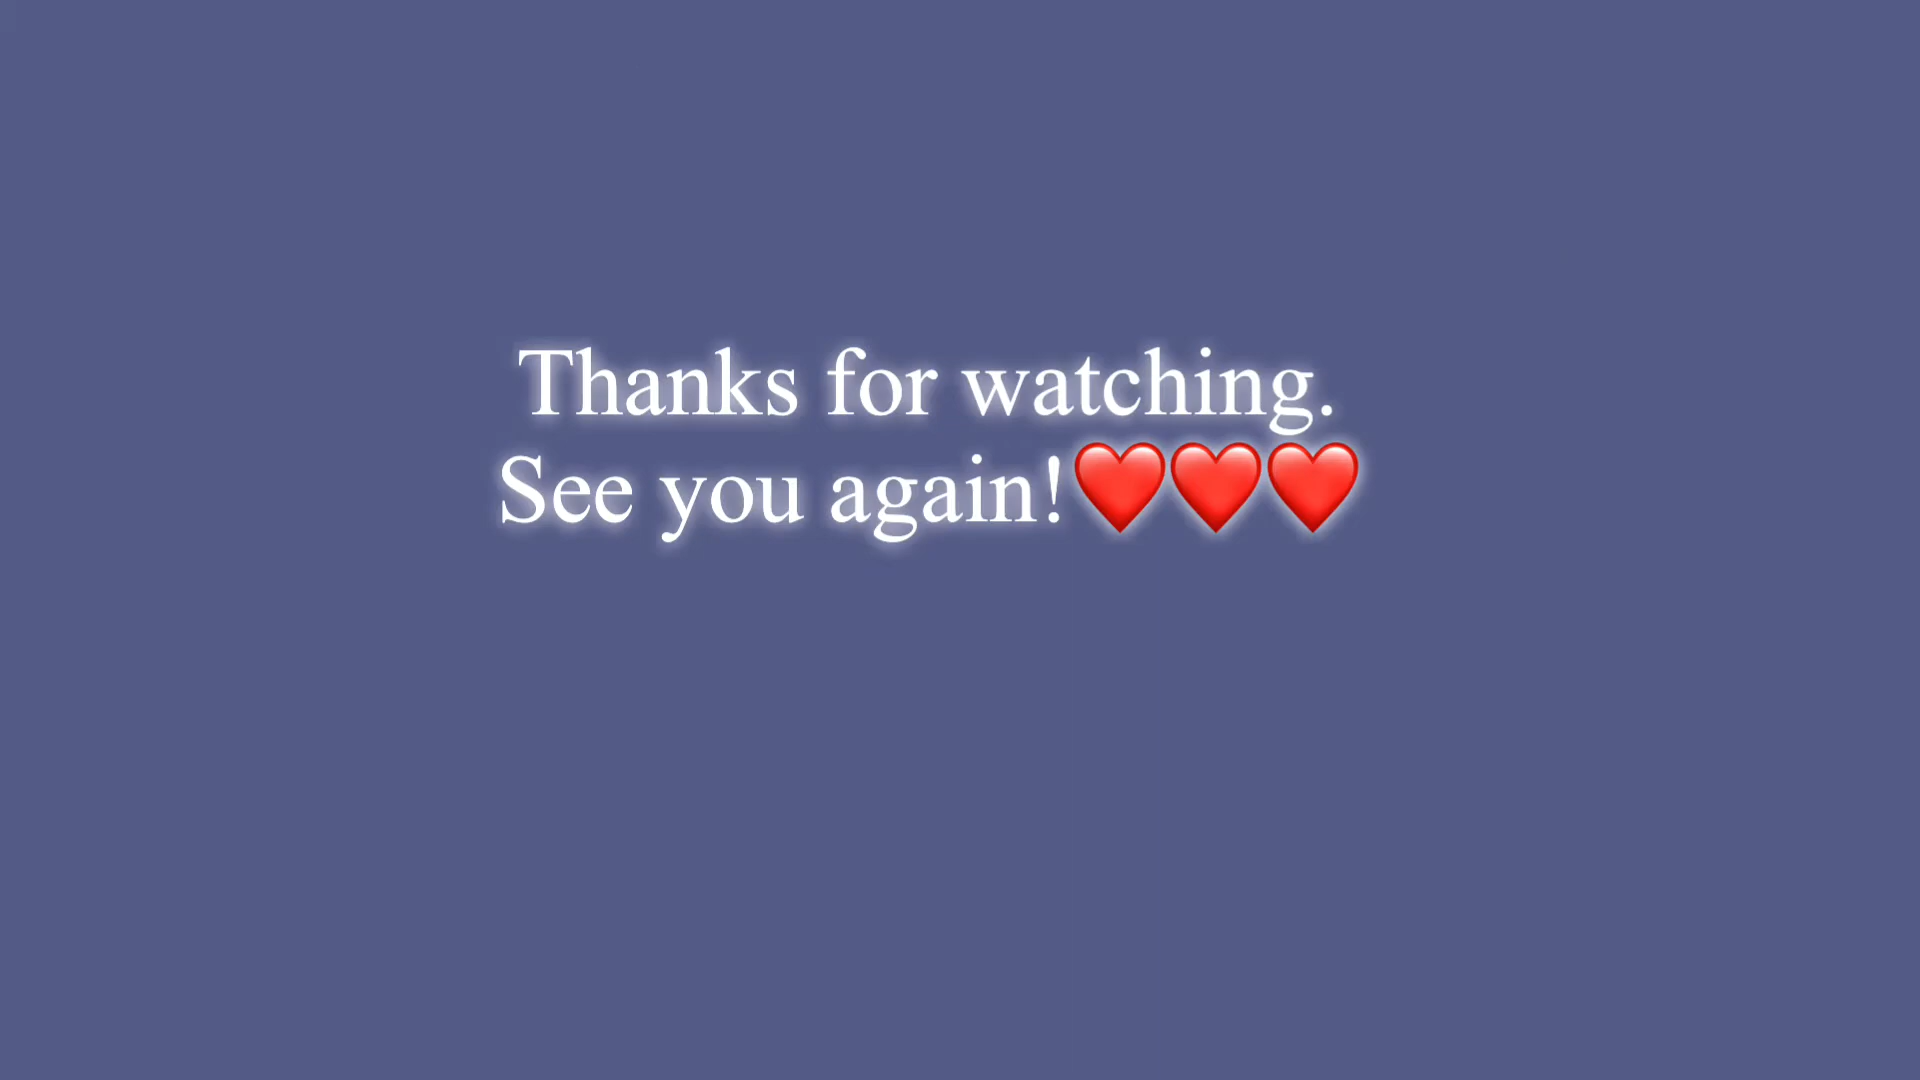 Thanks for watching.
See you again!❤️❤️❤️